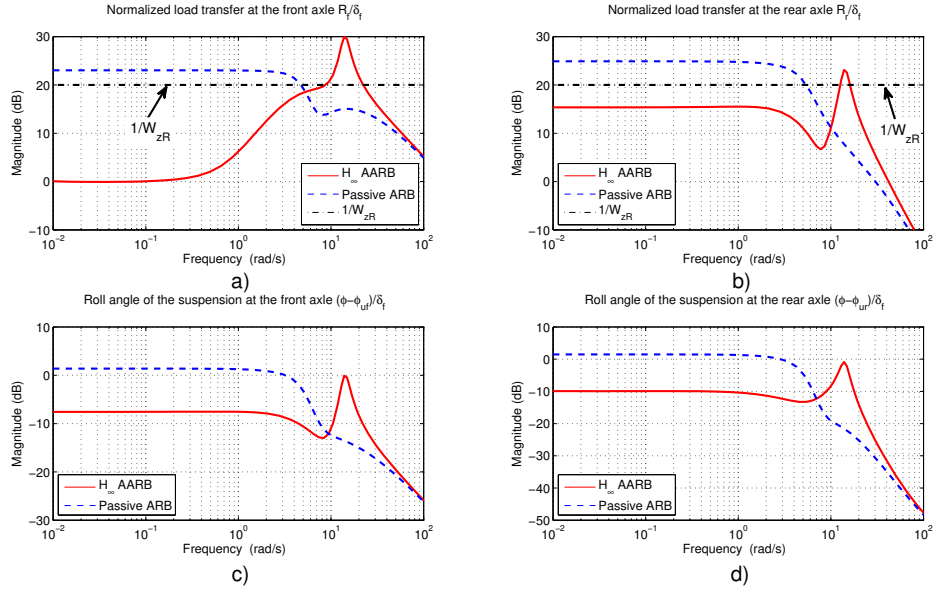 Normalized load transfer at the front axle R_f/δ_f
Magnitude (dB)
30
20
10
0
−10
1/W_zR
H_∞ AARB
Passive ARB
1/W_zR
10^−2
10^−1
10^0
10^1
10^2
Frequency (rad/s)
a)
Normalized load transfer at the rear axle R_r/δ_f
Magnitude (dB)
30
20
10
0
−10
1/W_zR
H_∞ AARB
Passive ARB
1/W_zR
10^−2
10^−1
10^0
10^1
10^2
Frequency (rad/s)
b)
Roll angle of the suspension at the front axle (ϕ−ϕ_uf)/δ_f
Magnitude (dB)
10
0
−10
−20
−30
H_∞ AARB
Passive ARB
10^−2
10^−1
10^0
10^1
10^2
Frequency (rad/s)
c)
Roll angle of the suspension at the rear axle (ϕ−ϕ_ur)/δ_f
Magnitude (dB)
10
0
−10
−20
−30
−40
−50
H_∞ AARB
Passive ARB
10^−2
10^−1
10^0
10^1
10^2
Frequency (rad/s)
d)